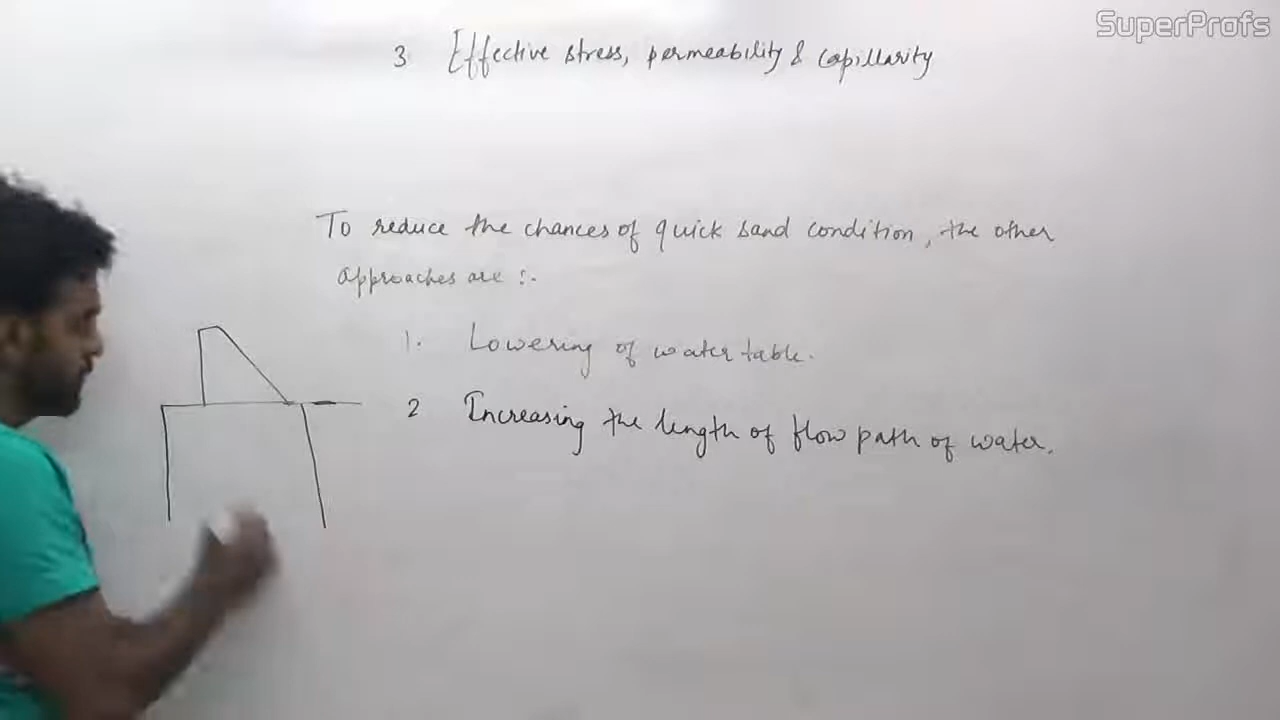 SuperProfs
3 Effective stress, permeability & capillarity
To reduce the chances of quick sand condition, the other
approaches are :-
1. Lowering of water table.
2 Increasing the length of flow path of water.